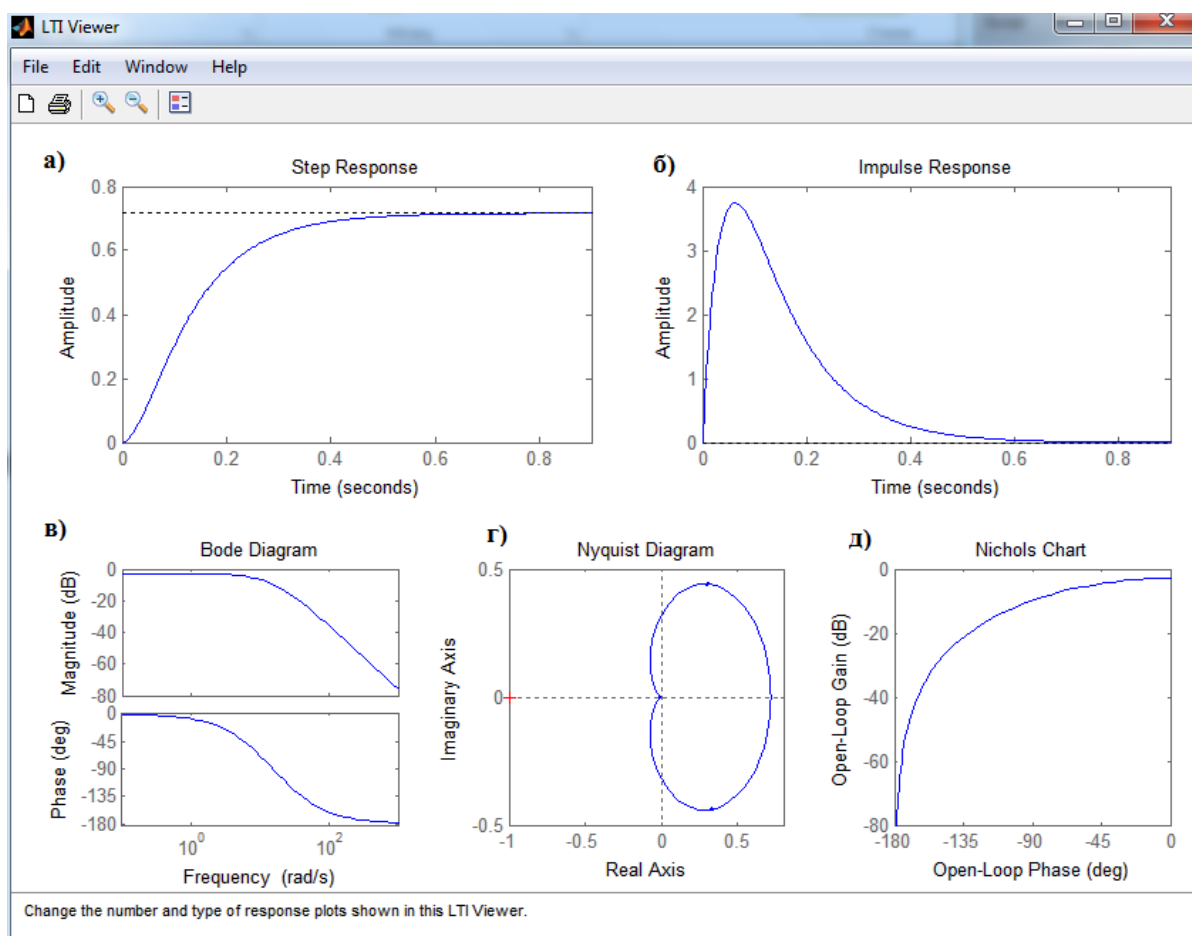 LTI Viewer
File Edit Window Help
а)
Step Response
0.8
0.6
0.4
0.2
0
Amplitude
0 0.2 0.4 0.6 0.8
Time (seconds)
б)
Impulse Response
4
3
2
1
0
Amplitude
0 0.2 0.4 0.6 0.8
Time (seconds)
в)
Bode Diagram
0
-20
-40
-60
-80
Magnitude (dB)
0
-45
-90
-135
-180
Phase (deg)
10^0 10^2
Frequency (rad/s)
г)
Nyquist Diagram
0.5
0
-0.5
Imaginary Axis
-1 -0.5 0 0.5
Real Axis
д)
Nichols Chart
0
-20
-40
-60
-80
Open-Loop Gain (dB)
-180 -135 -90 -45 0
Open-Loop Phase (deg)
Change the number and type of response plots shown in this LTI Viewer.